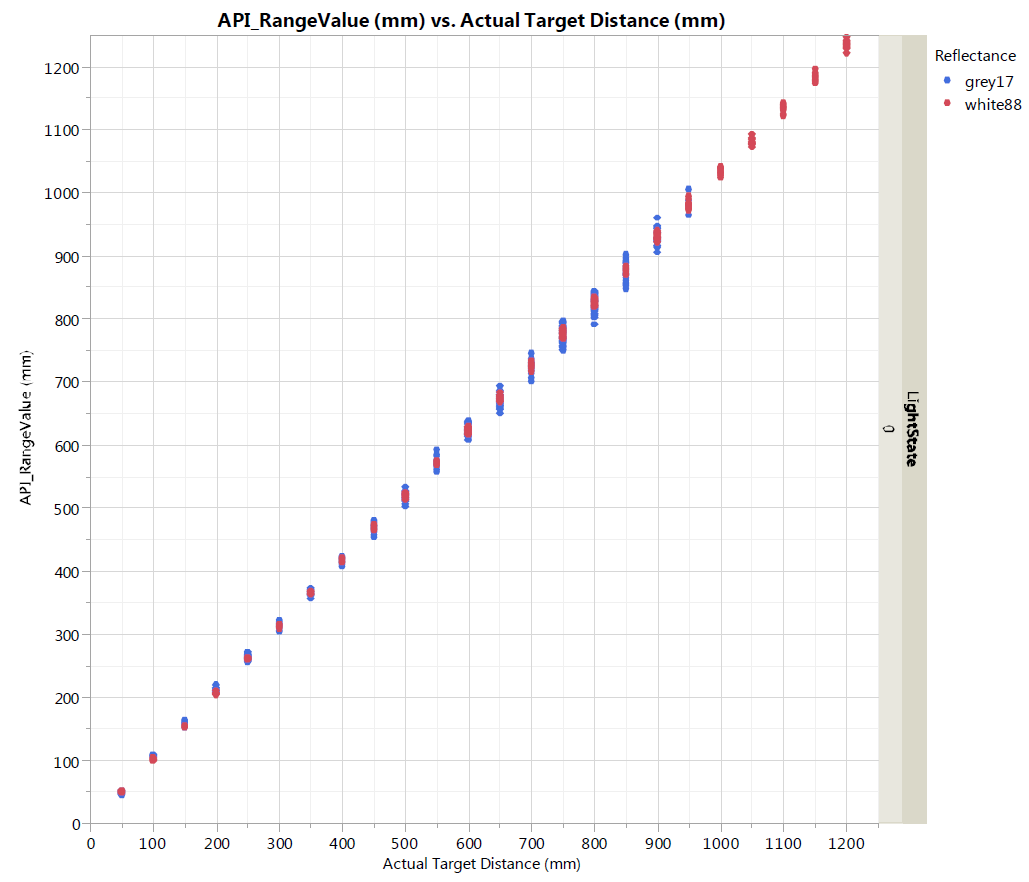 API_RangeValue (mm) vs. Actual Target Distance (mm)
Reflectance
grey17
white88
1200
1100
1000
900
800
700
600
500
400
300
200
100
0
API_RangeValue (mm)
0
LightState
0 100 200 300 400 500 600 700 800 900 1000 1100 1200
Actual Target Distance (mm)